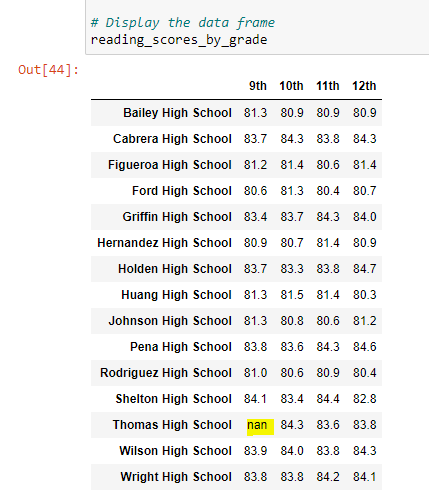 # Display the data frame
reading_scores_by_grade
Out[44]:
9th 10th 11th 12th
Bailey High School 81.3 80.9 80.9 80.9
Cabrera High School 83.7 84.3 83.8 84.3
Figueroa High School 81.2 81.4 80.6 81.4
Ford High School 80.6 81.3 80.4 80.7
Griffin High School 83.4 83.7 84.3 84.0
Hernandez High School 80.9 80.7 81.4 80.9
Holden High School 83.7 83.3 83.8 84.7
Huang High School 81.3 81.5 81.4 80.3
Johnson High School 81.3 80.8 80.6 81.2
Pena High School 83.8 83.6 84.3 84.6
Rodriguez High School 81.0 80.6 80.9 80.4
Shelton High School 84.1 83.4 84.4 82.8
Thomas High School nan 84.3 83.6 83.8
Wilson High School 83.9 84.0 83.8 84.3
Wright High School 83.8 83.8 84.2 84.1